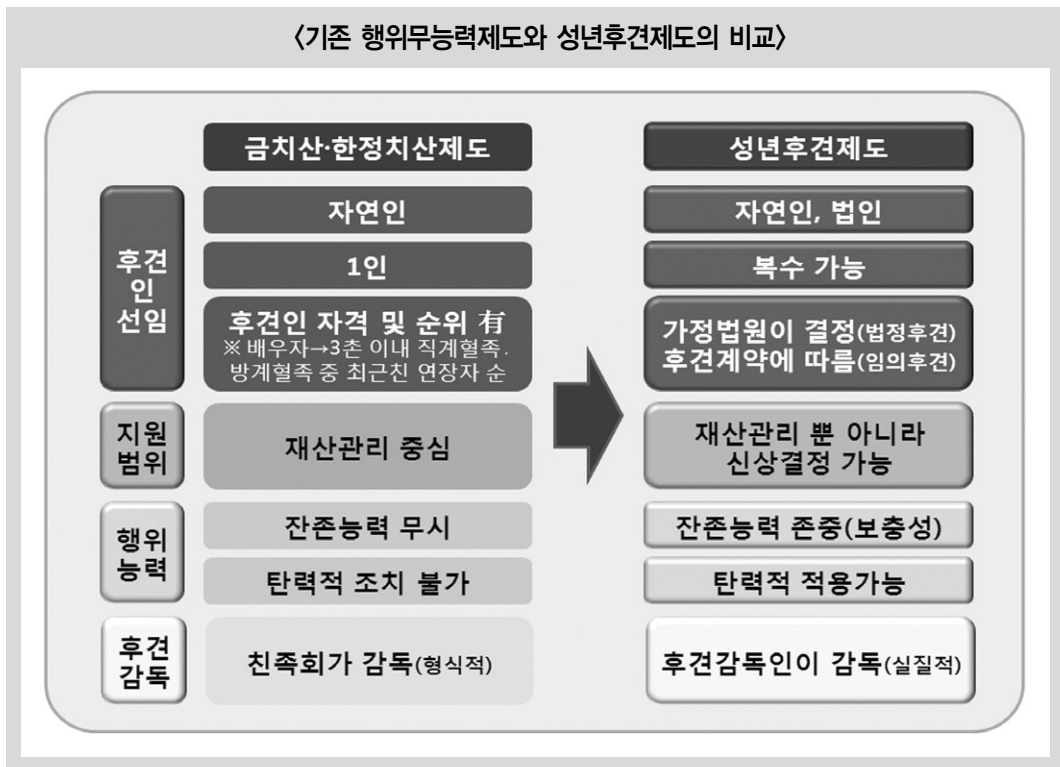 〈기존 행위무능력제도와 성년후견제도의 비교〉
금치산·한정치산제도
성년후견제도
후견
인
선임
자연인
자연인, 법인
1인
복수 가능
후견인 자격 및 순위 有
※ 배우자→3촌 이내 직계혈족,
방계혈족 중 최근친 연장자 순
가정법원이 결정(법정후견)
후견계약에 따름(임의후견)
지원
범위
재산관리 중심
재산관리 뿐 아니라
신상결정 가능
행위
능력
잔존능력 무시
잔존능력 존중(보충성)
탄력적 조치 불가
탄력적 적용가능
후견
감독
친족회가 감독(형식적)
후견감독인이 감독(실질적)